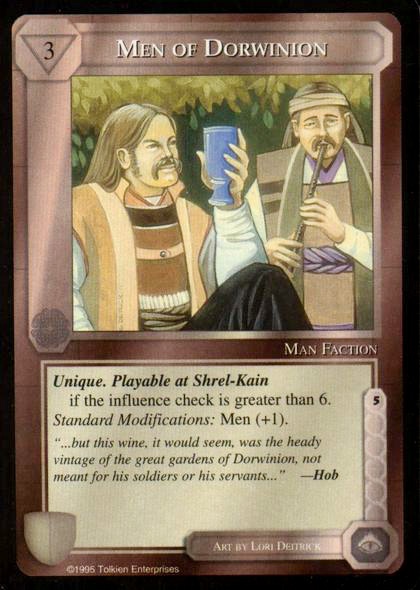 3
MEN OF DORWINION
MAN FACTION
Unique. Playable at Shrel-Kain
if the influence check is greater than 6.
Standard Modifications: Men (+1).
“...but this wine, it would seem, was the heady
vintage of the great gardens of Dorwinion, not
meant for his soldiers or his servants...” —Hob
5
ART BY LORI DEITRICK
©1995 Tolkien Enterprises